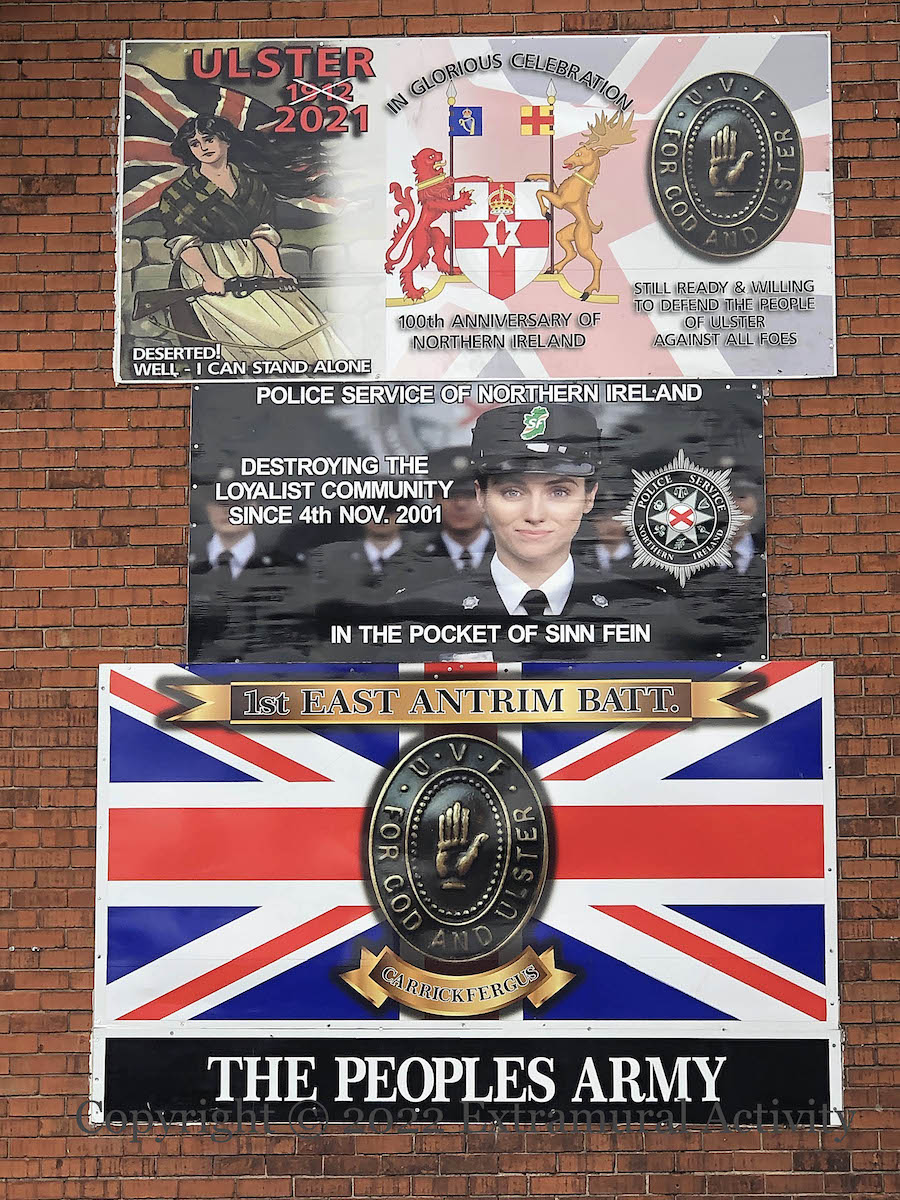 ULSTER
1912
2021
DESERTED!
WELL - I CAN STAND ALONE
IN GLORIOUS CELEBRATION
100th ANNIVERSARY OF
NORTHERN IRELAND
U.V.F
FOR GOD AND ULSTER
STILL READY & WILLING
TO DEFEND THE PEOPLE
OF ULSTER
AGAINST ALL FOES
POLICE SERVICE OF NORTHERN IRELAND
DESTROYING THE
LOYALIST COMMUNITY
SINCE 4th NOV. 2001
SF
POLICE SERVICE
NORTHERN IRELAND
IN THE POCKET OF SINN FEIN
1st EAST ANTRIM BATT.
U.V.F
FOR GOD AND ULSTER
CARRICKFERGUS
THE PEOPLES ARMY
Copyright © 2022 Extramural Activity